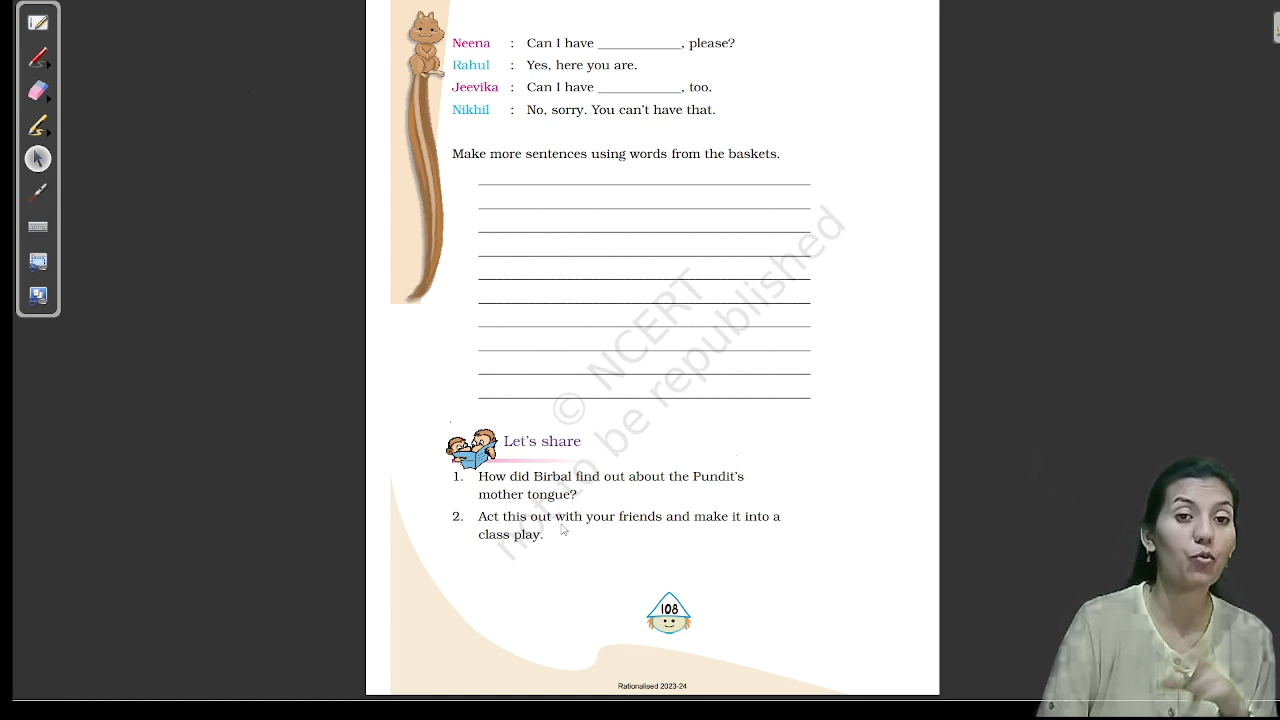 Neena : Can I have ____________, please?
Rahul : Yes, here you are.
Jeevika : Can I have ____________, too.
Nikhil : No, sorry. You can't have that.
Make more sentences using words from the baskets.
© NCERT
not to be republished
Let's share
1. How did Birbal find out about the Pundit's
mother tongue?
2. Act this out with your friends and make it into a
class play.
108
Rationalised 2023-24